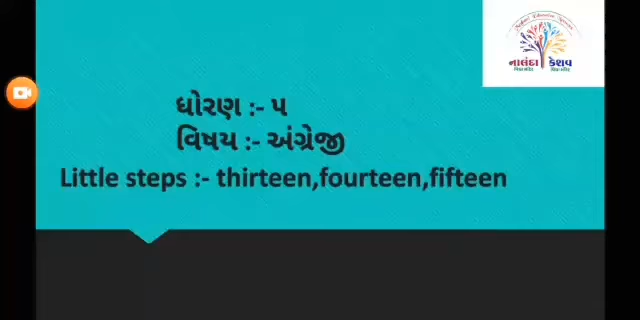 નાલંદા કેશવ
ધોરણ :- ૫
વિષય :- અંગ્રેજી
Little steps :- thirteen,fourteen,fifteen